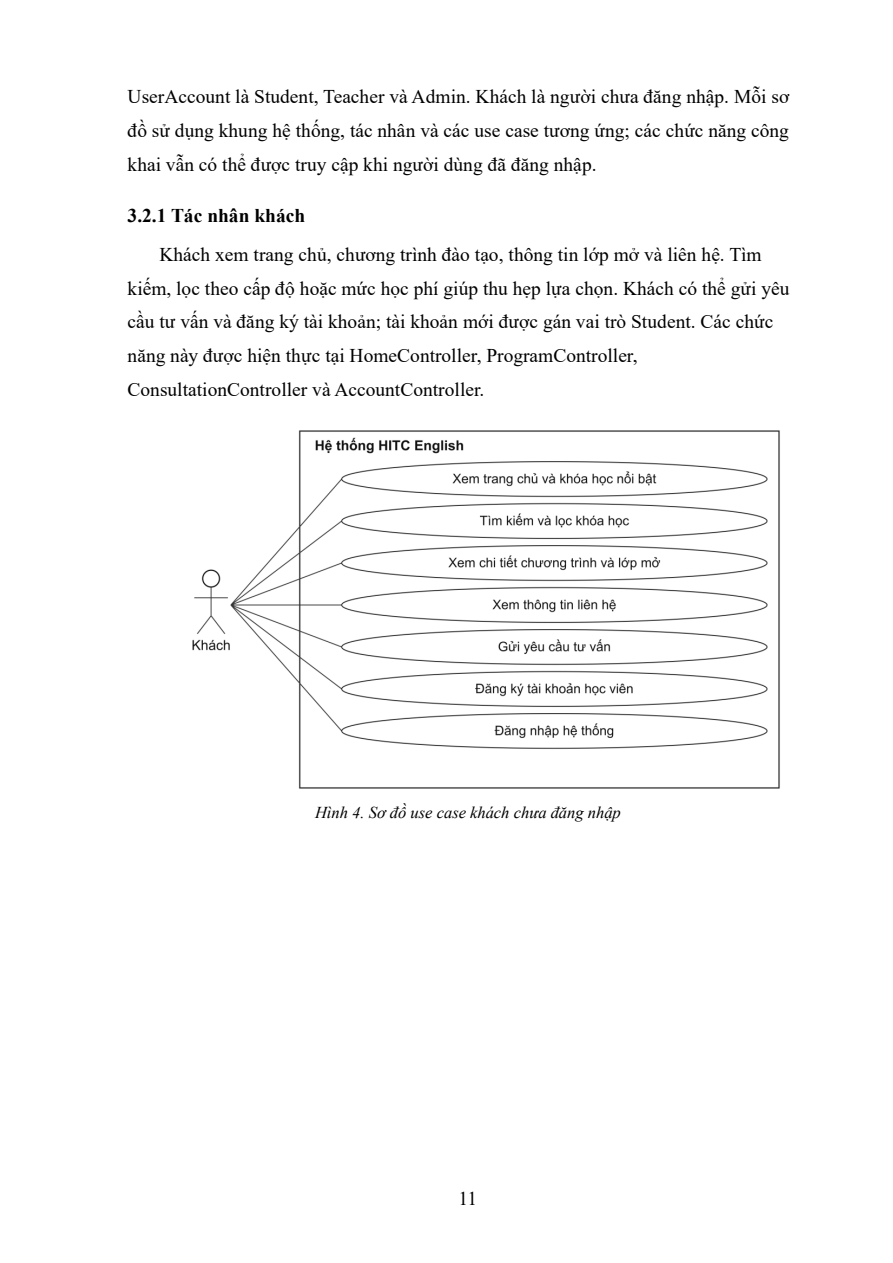 UserAccount là Student, Teacher và Admin. Khách là người chưa đăng nhập. Mỗi sơ
đồ sử dụng khung hệ thống, tác nhân và các use case tương ứng; các chức năng công
khai vẫn có thể được truy cập khi người dùng đã đăng nhập.
3.2.1 Tác nhân khách
Khách xem trang chủ, chương trình đào tạo, thông tin lớp mở và liên hệ. Tìm
kiếm, lọc theo cấp độ hoặc mức học phí giúp thu hẹp lựa chọn. Khách có thể gửi yêu
cầu tư vấn và đăng ký tài khoản; tài khoản mới được gán vai trò Student. Các chức
năng này được hiện thực tại HomeController, ProgramController,
ConsultationController và AccountController.
Hệ thống HITC English
Xem trang chủ và khóa học nổi bật
Tìm kiếm và lọc khóa học
Xem chi tiết chương trình và lớp mở
Xem thông tin liên hệ
Khách
Gửi yêu cầu tư vấn
Đăng ký tài khoản học viên
Đăng nhập hệ thống
Hình 4. Sơ đồ use case khách chưa đăng nhập
11